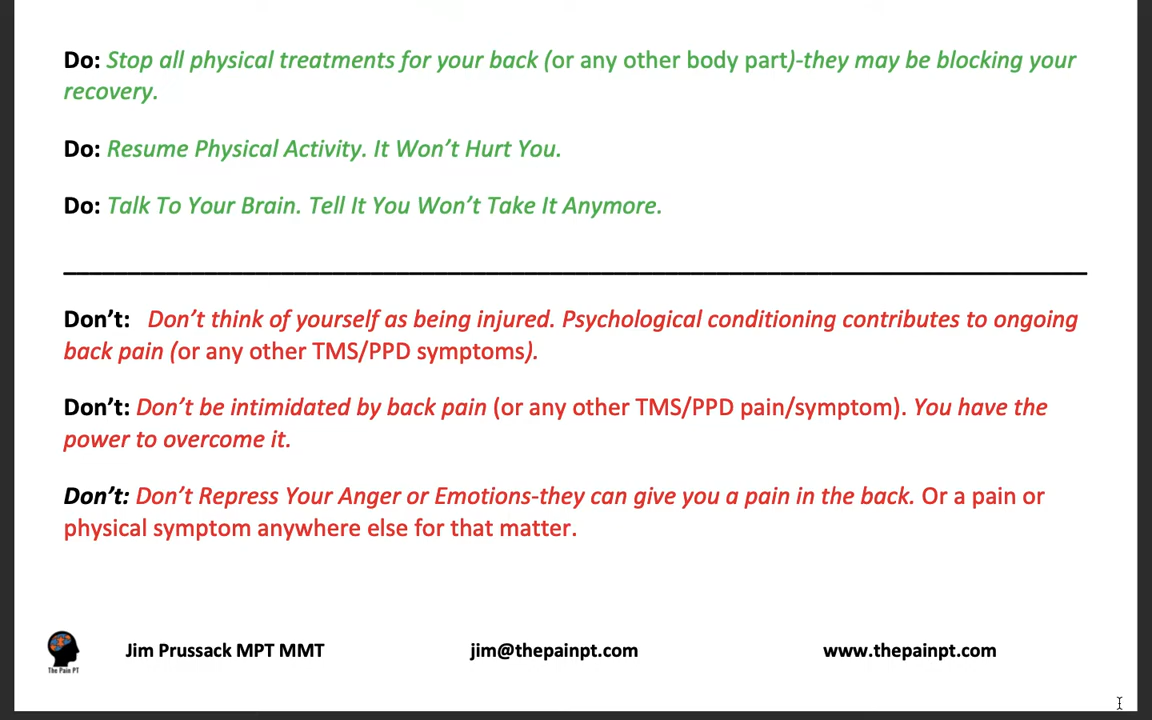 Do: Stop all physical treatments for your back (or any other body part)-they may be blocking your
recovery.
Do: Resume Physical Activity. It Won’t Hurt You.
Do: Talk To Your Brain. Tell It You Won’t Take It Anymore.
Don’t: Don’t think of yourself as being injured. Psychological conditioning contributes to ongoing
back pain (or any other TMS/PPD symptoms).
Don’t: Don’t be intimidated by back pain (or any other TMS/PPD pain/symptom). You have the
power to overcome it.
Don’t: Don’t Repress Your Anger or Emotions-they can give you a pain in the back. Or a pain or
physical symptom anywhere else for that matter.
The Pain PT
Jim Prussack MPT MMT jim@thepainpt.com www.thepainpt.com